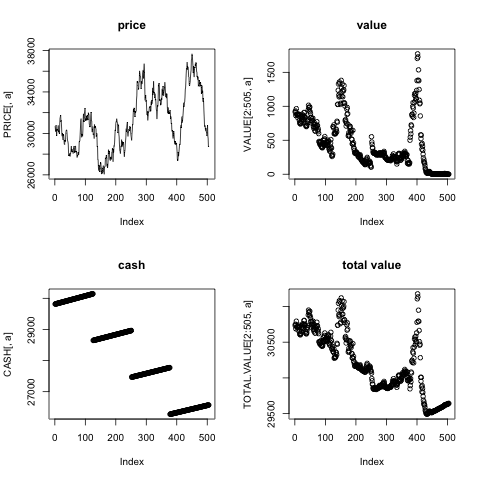 price
value
PRICE[, a]
26000 30000 34000 38000
0 100 200 300 400 500
Index
VALUE[2:505, a]
0 500 1000 1500
0 100 200 300 400 500
Index
cash
total value
CASH[, a]
27000 29000
0 100 200 300 400 500
Index
TOTAL.VALUE[2:505, a]
29500 30500
0 100 200 300 400 500
Index